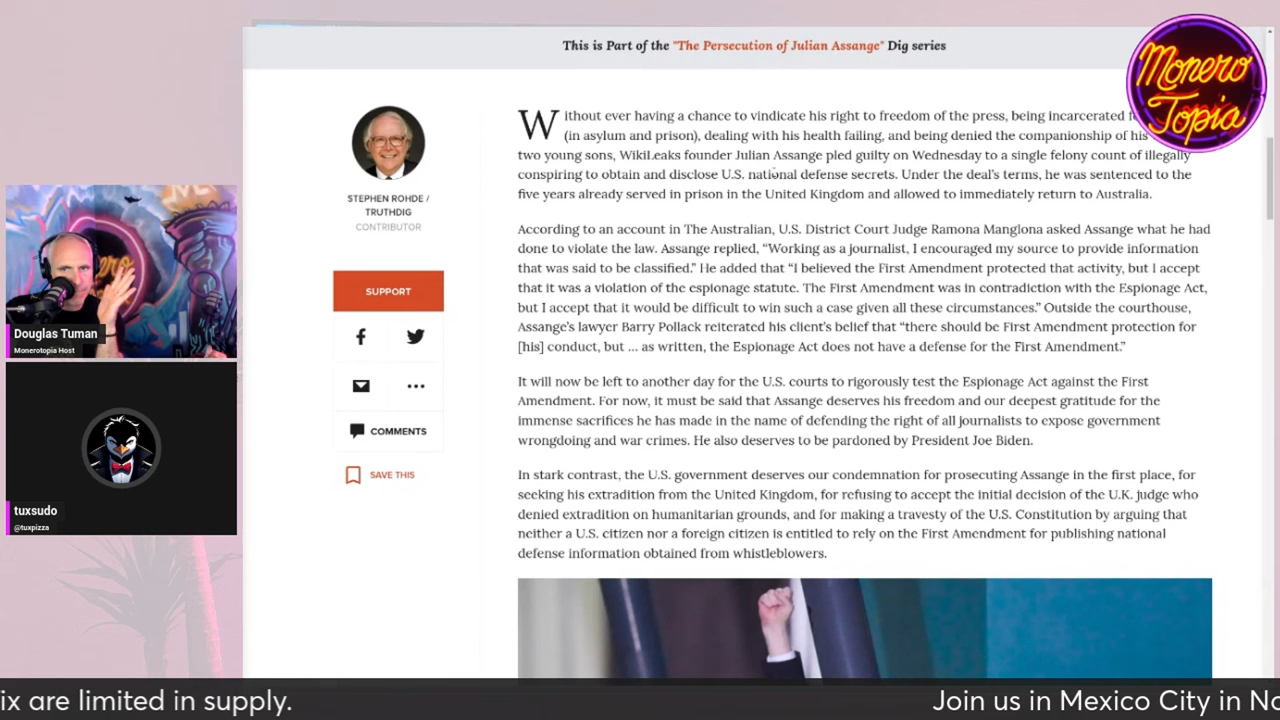 This is Part of the "The Persecution of Julian Assange" Dig series
Monero
Topia
Without ever having a chance to vindicate his right to freedom of the press, being incarcerated
(in asylum and prison), dealing with his health failing, and being denied the companionship of his
two young sons, WikiLeaks founder Julian Assange pled guilty on Wednesday to a single felony count of illegally
conspiring to obtain and disclose U.S. national defense secrets. Under the deal's terms, he was sentenced to the
five years already served in prison in the United Kingdom and allowed to immediately return to Australia.
STEPHEN ROHDE /
TRUTHDIG
CONTRIBUTOR
According to an account in The Australian, U.S. District Court Judge Ramona Manglona asked Assange what he had
done to violate the law. Assange replied, “Working as a journalist, I encouraged my source to provide information
that was said to be classified.” He added that “I believed the First Amendment protected that activity, but I accept
that it was a violation of the espionage statute. The First Amendment was in contradiction with the Espionage Act,
but I accept that it would be difficult to win such a case given all these circumstances.” Outside the courthouse,
Assange's lawyer Barry Pollack reiterated his client's belief that “there should be First Amendment protection for
[his] conduct, but ... as written, the Espionage Act does not have a defense for the First Amendment.”
SUPPORT
COMMENTS
SAVE THIS
It will now be left to another day for the U.S. courts to rigorously test the Espionage Act against the First
Amendment. For now, it must be said that Assange deserves his freedom and our deepest gratitude for the
immense sacrifices he has made in the name of defending the right of all journalists to expose government
wrongdoing and war crimes. He also deserves to be pardoned by President Joe Biden.
In stark contrast, the U.S. government deserves our condemnation for prosecuting Assange in the first place, for
seeking his extradition from the United Kingdom, for refusing to accept the initial decision of the U.K. judge who
denied extradition on humanitarian grounds, and for making a travesty of the U.S. Constitution by arguing that
neither a U.S. citizen nor a foreign citizen is entitled to rely on the First Amendment for publishing national
defense information obtained from whistleblowers.
Douglas Tuman
Monerotopia Host
tuxsudo
@tuxpizza
ix are limited in supply.
Join us in Mexico City in No